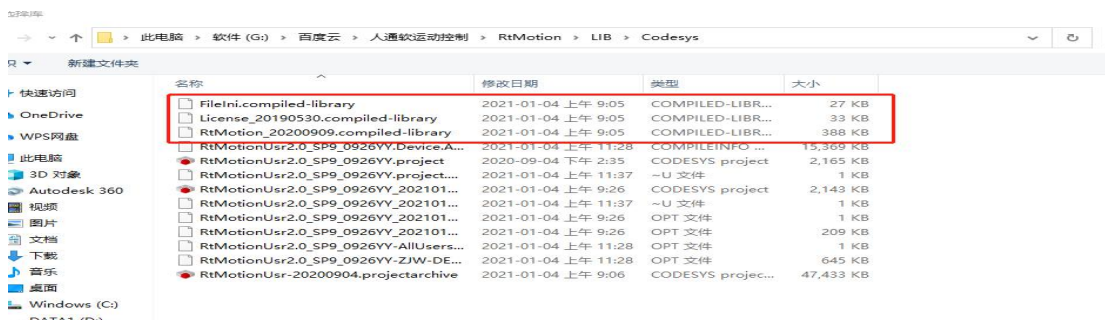 此电脑 › 软件 (G:) › 百度云 › 人通软运动控制 › RtMotion › LIB › Codesys
新建文件夹
名称 修改日期 类型 大小
快速访问
OneDrive
WPS网盘
此电脑
3D 对象
Autodesk 360
视频
图片
文档
下载
音乐
桌面
Windows (C:)
DATA1 (D:)
FileIni.compiled-library 2021-01-04 上午 9:05 COMPILED-LIBR... 27 KB
License_20190530.compiled-library 2021-01-04 上午 9:05 COMPILED-LIBR... 33 KB
RtMotion_20200909.compiled-library 2021-01-04 上午 9:05 COMPILED-LIBR... 388 KB
RtMotionUsr2.0_SP9_0926YY.Device.A... 2021-01-04 上午 11:28 COMPILEINFO ... 15,369 KB
RtMotionUsr2.0_SP9_0926YY.project 2020-09-04 下午 2:35 CODESYS project 2,165 KB
RtMotionUsr2.0_SP9_0926YY.project.... 2021-01-04 上午 11:37 ~U 文件 1 KB
RtMotionUsr2.0_SP9_0926YY_202101... 2021-01-04 上午 9:26 CODESYS project 2,143 KB
RtMotionUsr2.0_SP9_0926YY_202101... 2021-01-04 上午 11:37 ~U 文件 1 KB
RtMotionUsr2.0_SP9_0926YY_202101... 2021-01-04 上午 9:26 OPT 文件 1 KB
RtMotionUsr2.0_SP9_0926YY_202101... 2021-01-04 上午 9:26 OPT 文件 209 KB
RtMotionUsr2.0_SP9_0926YY-AllUsers... 2021-01-04 上午 11:28 OPT 文件 1 KB
RtMotionUsr2.0_SP9_0926YY-ZJW-DE... 2021-01-04 上午 11:28 OPT 文件 645 KB
RtMotionUsr-20200904.projectarchive 2021-01-04 上午 9:06 CODESYS projec... 47,433 KB